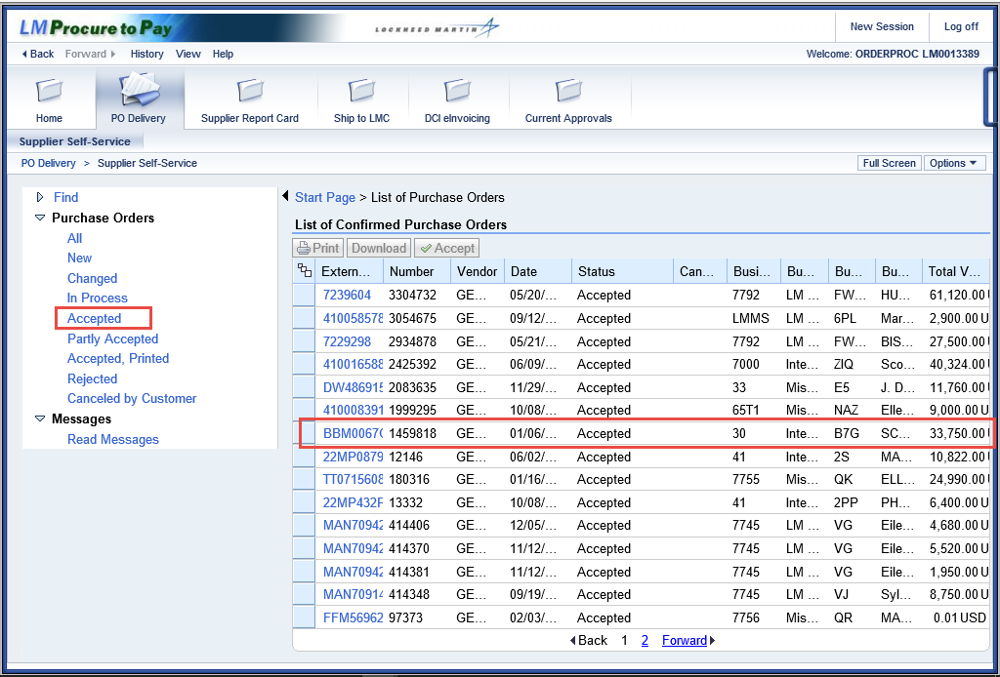 LM Procure to Pay
LOCKHEED MARTIN
New Session
Log off
Back Forward History View Help
Welcome: ORDERPROC LM0013389
Home
PO Delivery
Supplier Report Card
Ship to LMC
DCI eInvoicing
Current Approvals
Supplier Self-Service
PO Delivery > Supplier Self-Service
Full Screen
Options
Find
Purchase Orders
All
New
Changed
In Process
Accepted
Partly Accepted
Accepted, Printed
Rejected
Canceled by Customer
Messages
Read Messages
Start Page > List of Purchase Orders
List of Confirmed Purchase Orders
Print Download Accept
Extern... Number Vendor Date Status Can... Busi... Bu... Bu... Bu... Total V...
7239604 3304732 GE... 05/20/... Accepted 7792 LM ... FW... HU... 61,120.00 U
410058578 3054675 GE... 09/12/... Accepted LMMS LM ... 6PL Mar... 2,900.00 U
7229298 2934878 GE... 05/21/... Accepted 7792 LM ... FW... BIS... 27,500.00 U
410016588 2425392 GE... 06/09/... Accepted 7000 Inte... ZIQ Sco... 40,324.00 U
DW486915 2083635 GE... 11/29/... Accepted 33 Mis... E5 J. D... 11,760.00 U
410008391 1999295 GE... 10/08/... Accepted 65T1 Mis... NAZ Elle... 9,000.00 U
BBM0067 1459818 GE... 01/06/... Accepted 30 Inte... B7G SC... 33,750.00 U
22MP0879 12146 GE... 06/02/... Accepted 41 Inte... 2S MA... 10,822.00 U
TT0715608 180316 GE... 01/16/... Accepted 7755 Mis... QK ELL... 24,990.00 U
22MP432F 13332 GE... 10/08/... Accepted 41 Inte... 2PP PH... 6,400.00 U
MAN70942 414406 GE... 12/05/... Accepted 7745 LM ... VG Eile... 4,680.00 U
MAN70942 414370 GE... 11/12/... Accepted 7745 LM ... VG Eile... 5,520.00 U
MAN70942 414381 GE... 11/12/... Accepted 7745 LM ... VG Eile... 1,950.00 U
MAN70914 414348 GE... 09/19/... Accepted 7745 LM ... VJ Syl... 8,750.00 U
FFM56962 97373 GE... 02/03/... Accepted 7756 Mis... QR MA... 0.01 USD
Back 1 2 Forward